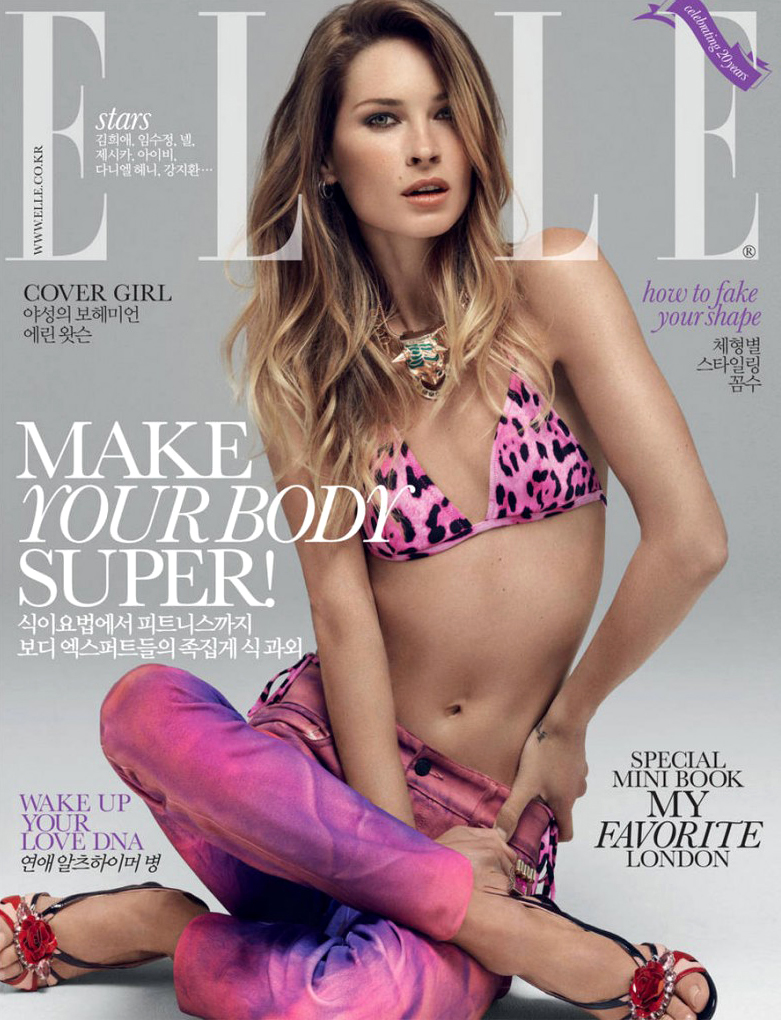 ELLE
celebrating 20 years
WWW.ELLE.CO.KR
stars
김희애, 임수정, 넬,
제시카, 아이비,
다니엘 헤니, 강지환…
®
COVER GIRL
야성의 보헤미언
에린 왓슨
how to fake
your shape
체형별
스타일링
꼼수
MAKE
YOUR BODY
SUPER!
식이요법에서 피트니스까지
보디 엑스퍼트들의 족집게 식 과외
SPECIAL
MINI BOOK
MY
FAVORITE
LONDON
WAKE UP
YOUR
LOVE DNA
연애 알츠하이머 병